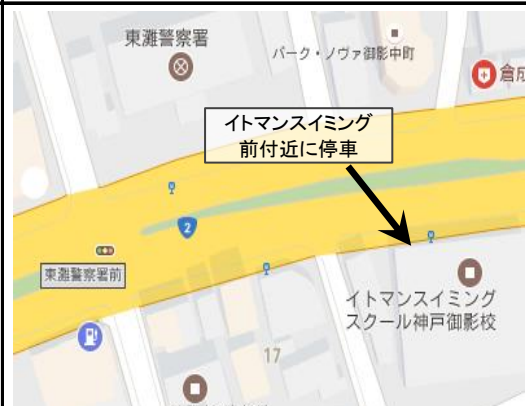 東灘警察署
パーク・ノヴァ御影中町
倉成
イトマンスイミング
前付近に停車
2
東灘警察署前
イトマンスイミング
スクール神戸御影校
17